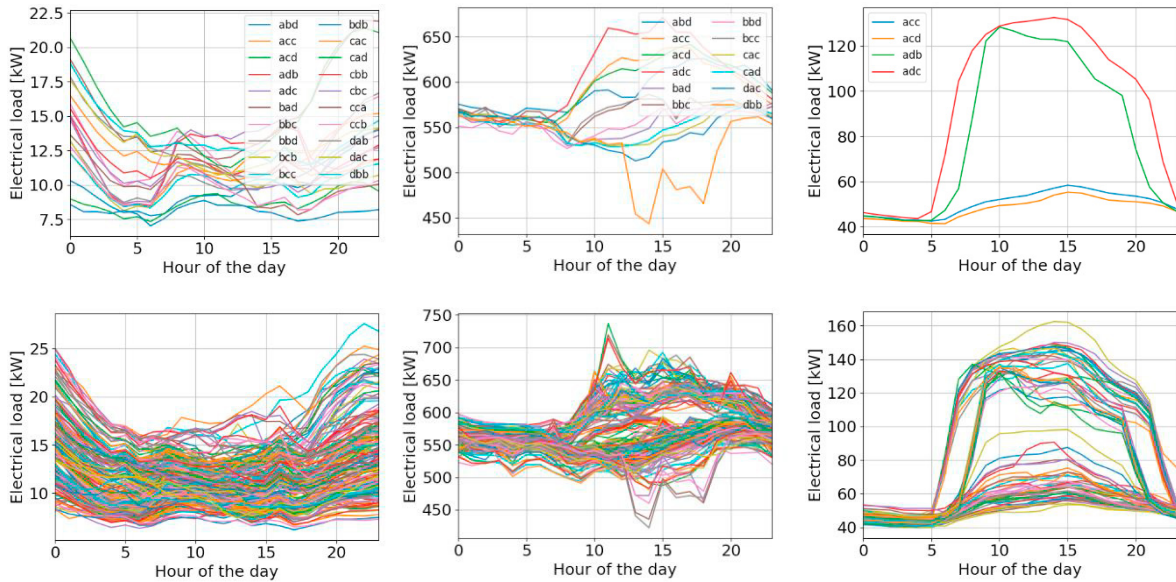 22.5
20.0
17.5
15.0
12.5
10.0
7.5
0 5 10 15 20
Electrical load [kW]
Hour of the day
abd bdb
acc cac
acd cad
adb cbb
adc cbc
bad cca
bbc ccb
bbd dab
bcb dac
bcc dbb
650
600
550
500
450
0 5 10 15 20
Electrical load [kW]
Hour of the day
abd bbd
acc bcc
acd cac
adc cad
bad dac
bbc dbb
120
100
80
60
40
0 5 10 15 20
Electrical load [kW]
Hour of the day
acc
acd
adb
adc
25
20
15
10
0 5 10 15 20
Electrical load [kW]
Hour of the day
750
700
650
600
550
500
450
0 5 10 15 20
Electrical load [kW]
Hour of the day
160
140
120
100
80
60
40
0 5 10 15 20
Electrical load [kW]
Hour of the day